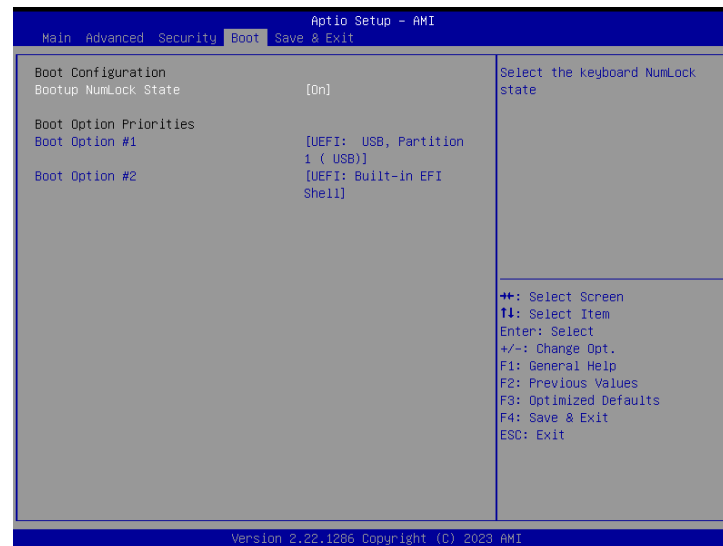 Aptio Setup - AMI
Main Advanced Security Boot Save & Exit
Boot Configuration
Bootup NumLock State [On]
Boot Option Priorities
Boot Option #1 [UEFI: USB, Partition
1 ( USB)]
Boot Option #2 [UEFI: Built-in EFI
Shell]
Select the keyboard NumLock
state
→←: Select Screen
↑↓: Select Item
Enter: Select
+/-: Change Opt.
F1: General Help
F2: Previous Values
F3: Optimized Defaults
F4: Save & Exit
ESC: Exit
Version 2.22.1286 Copyright (C) 2023 AMI